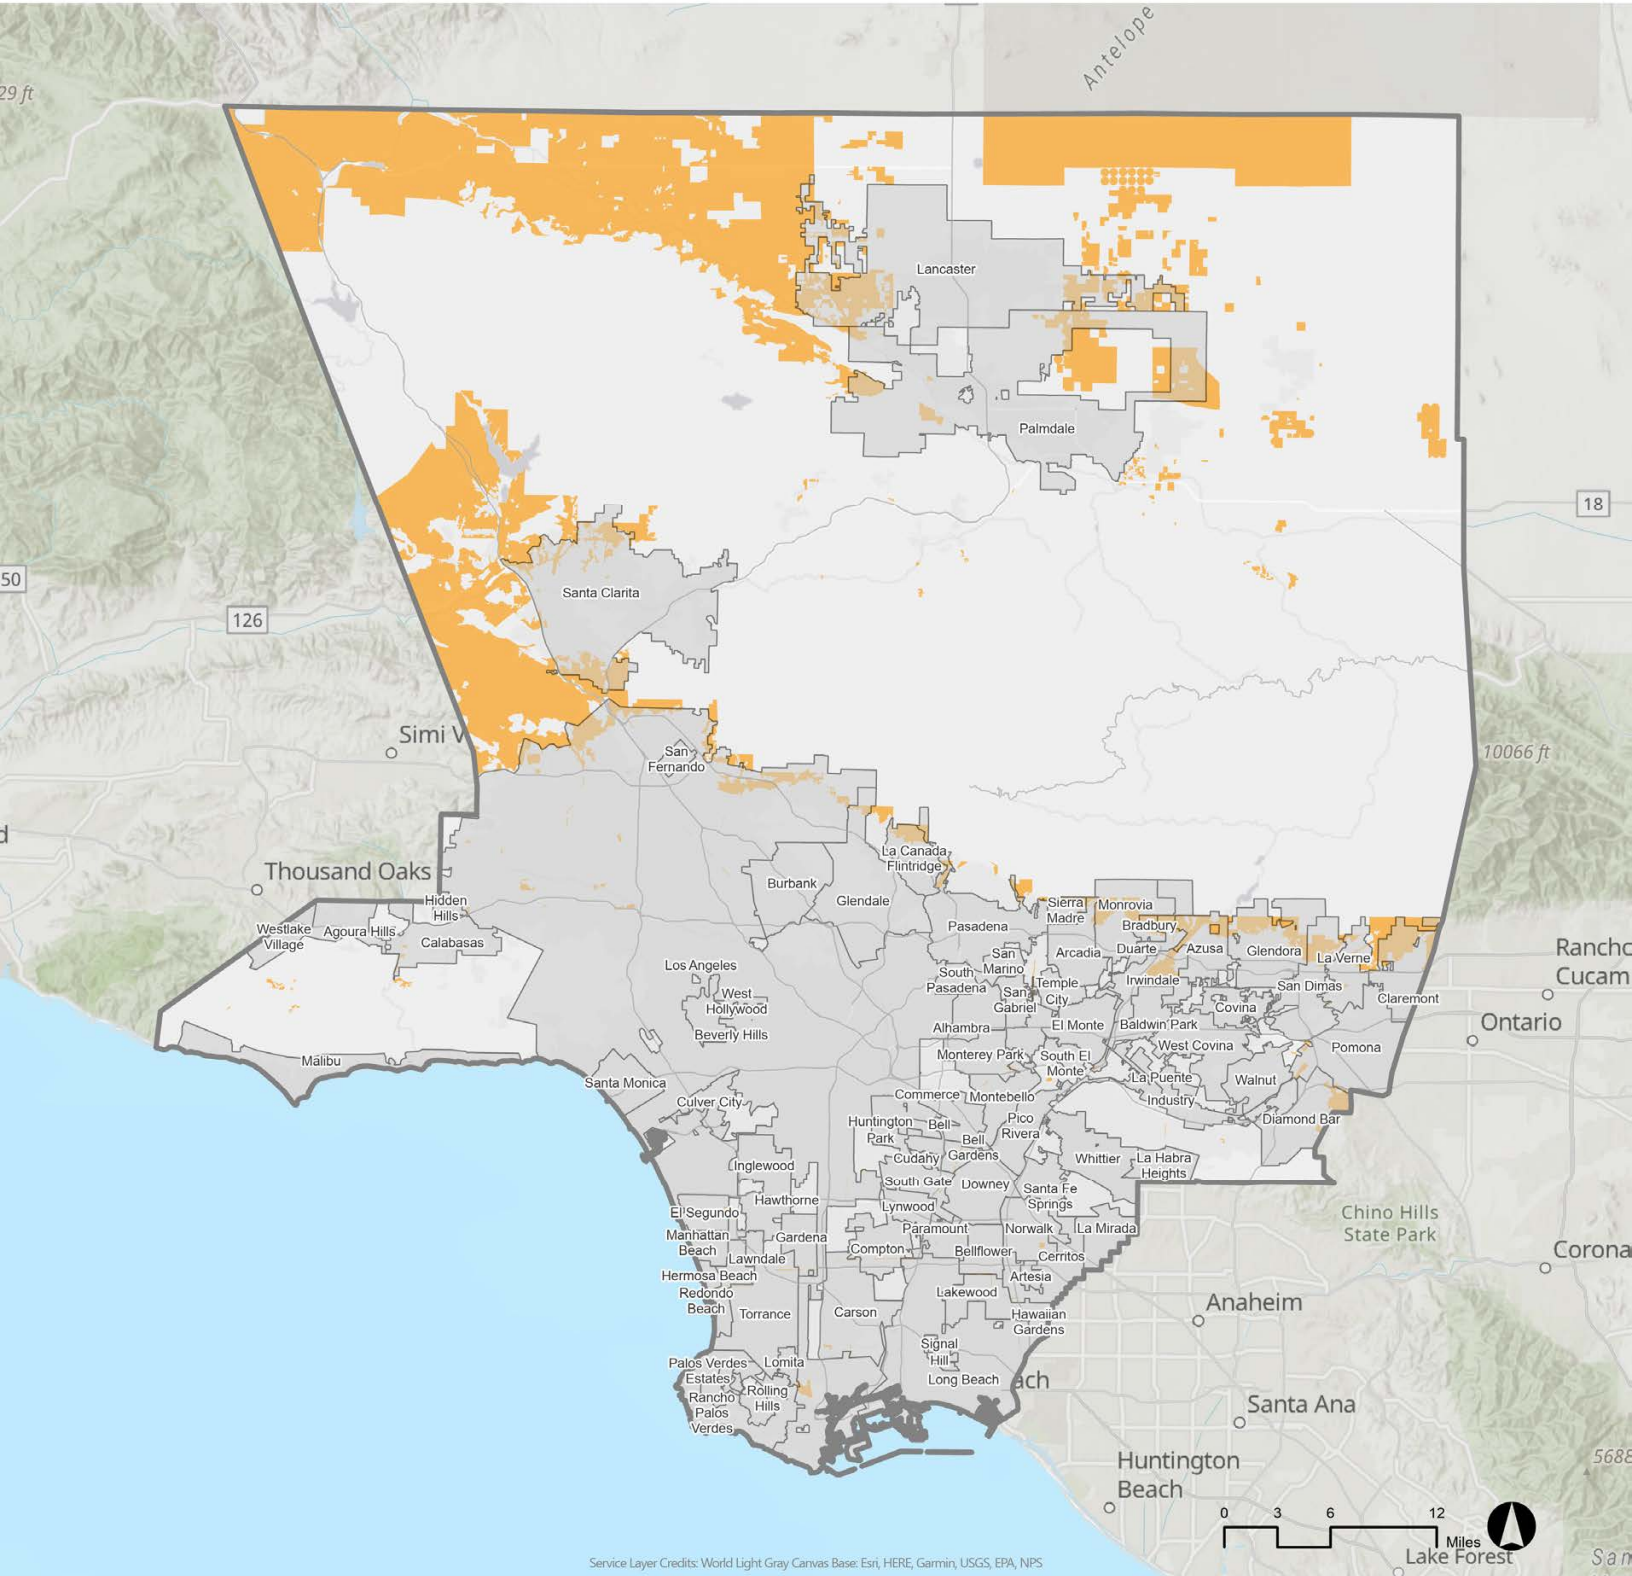 Antelope
29 ft
Lancaster
Palmdale
18
50
126
Santa Clarita
Simi V
10066 ft
San
Fernando
Thousand Oaks
La Canada
Flintridge
Burbank
Glendale
Hidden
Hills
Westlake
Village
Agoura Hills
Calabasas
Sierra
Madre
Monrovia
Pasadena
Bradbury
Arcadia
Duarte
Azusa
Glendora
La Verne
San
Marino
Los Angeles
South
Pasadena
Temple
City
San
Gabriel
Irwindale
San Dimas
Claremont
Rancho
Cucam
West
Hollywood
Beverly Hills
Covina
Ontario
Alhambra
El Monte
Baldwin Park
West Covina
Pomona
Malibu
Monterey Park
South El
Monte
La Puente
Walnut
Santa Monica
Culver City
Commerce
Montebello
Industry
Diamond Bar
Huntington
Park
Bell
Pico
Rivera
Bell
Gardens
Cudahy
Whittier
La Habra
Heights
Inglewood
South Gate
Downey
Santa Fe
Springs
Hawthorne
Lynwood
El Segundo
Chino Hills
State Park
Paramount
Norwalk
La Mirada
Manhattan
Beach
Gardena
Compton
Bellflower
Cerritos
Corona
Lawndale
Hermosa Beach
Artesia
Redondo
Beach
Lakewood
Torrance
Carson
Hawaiian
Gardens
Anaheim
Signal
Hill
Palos Verdes
Estates
Lomita
Long Beach
ach
Rolling
Hills
Rancho
Palos
Verdes
Santa Ana
Huntington
Beach
5688
0 3 6 12
Miles
Lake Forest
San
Service Layer Credits: World Light Gray Canvas Base: Esri, HERE, Garmin, USGS, EPA, NPS